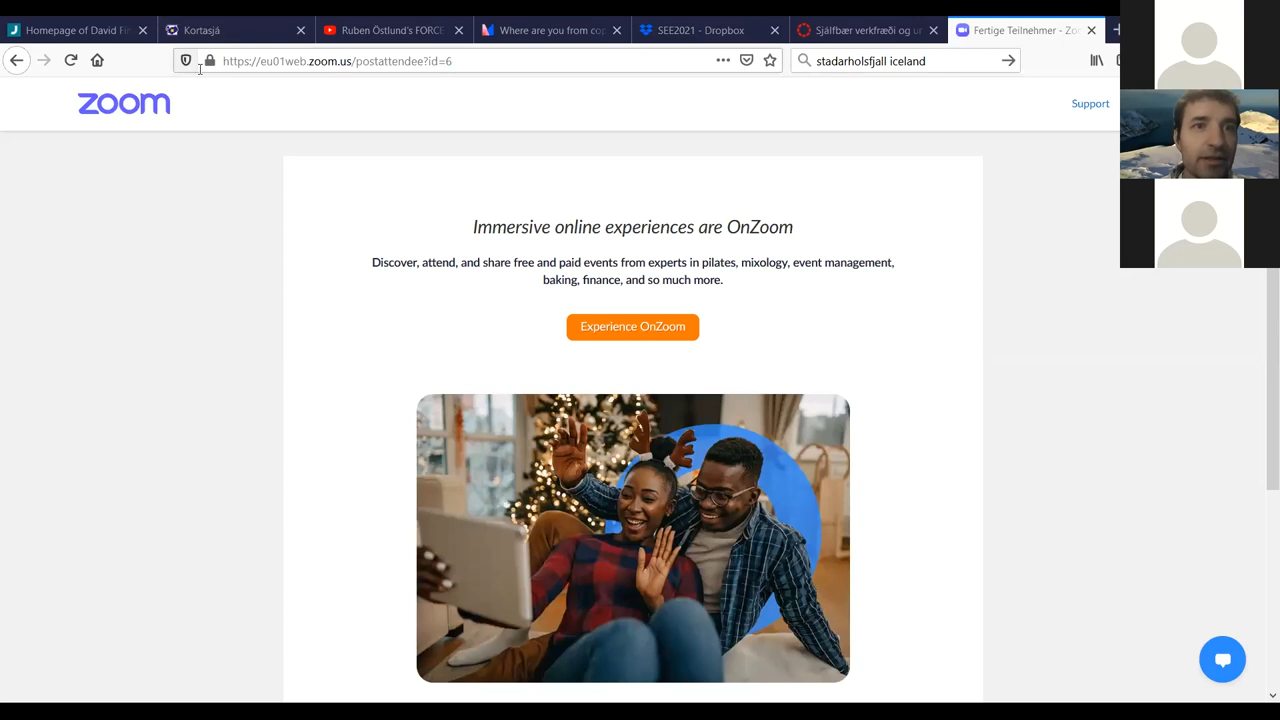 Homepage of David Fi
Kortasjá
Ruben Östlund's FORCE
Where are you from cop
SEE2021 - Dropbox
Sjálfbær verkfræði og u
Fertige Teilnehmer - Zoo
https://eu01web.zoom.us/postattendee?id=6
stadarholsfjall iceland
zoom
Support
Immersive online experiences are OnZoom
Discover, attend, and share free and paid events from experts in pilates, mixology, event management,
baking, finance, and so much more.
Experience OnZoom